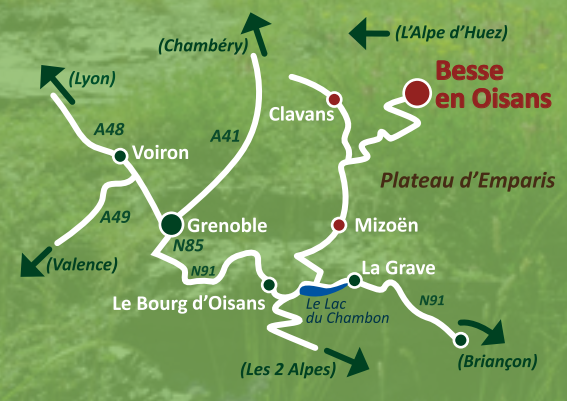 (Chambéry)
(L'Alpe d'Huez)
(Lyon)
Besse
en Oisans
Clavans
A48
A41
Voiron
Plateau d'Emparis
A49
Grenoble
Mizoën
N85
(Valence)
N91
La Grave
Le Bourg d'Oisans
Le Lac
du Chambon
N91
(Les 2 Alpes)
(Briançon)